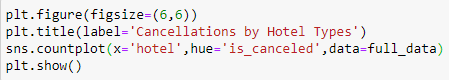 plt.figure(figsize=(6,6))
plt.title(label='Cancellations by Hotel Types')
sns.countplot(x='hotel',hue='is_canceled',data=full_data)
plt.show()